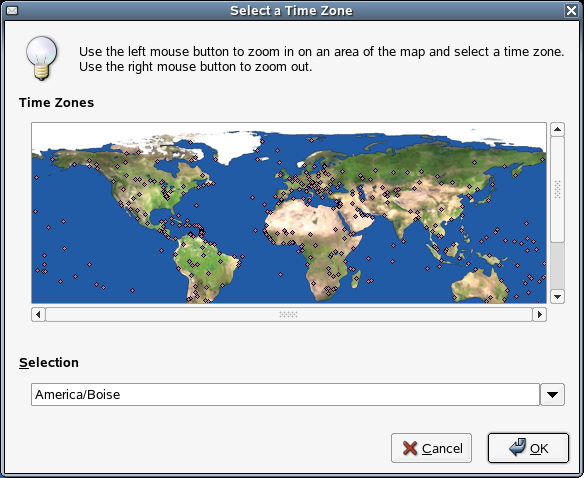 Select a Time Zone
Use the left mouse button to zoom in on an area of the map and select a time zone.
Use the right mouse button to zoom out.
Time Zones
Selection
America/Boise
Cancel
OK